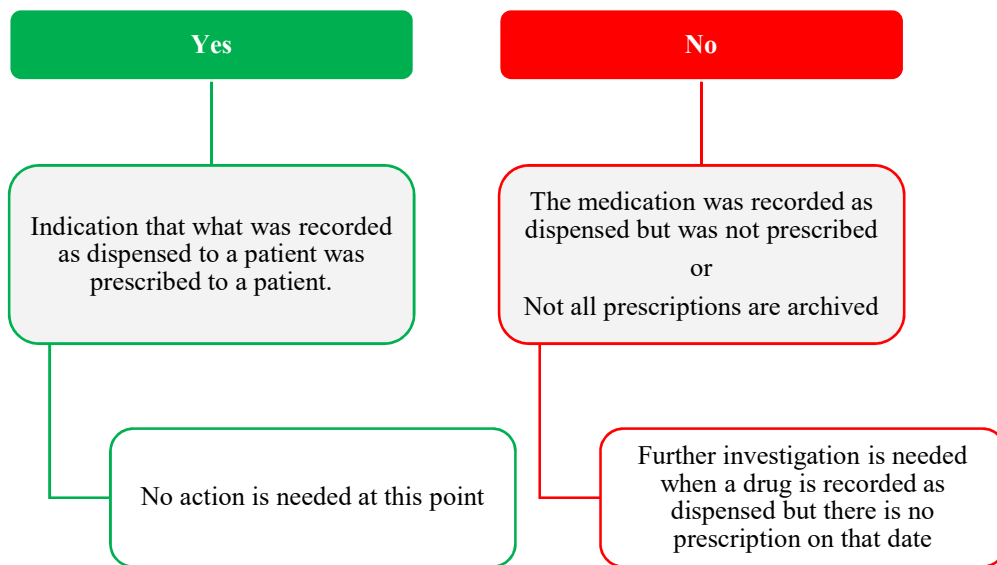 Yes
No
Indication that what was recorded
as dispensed to a patient was
prescribed to a patient.
The medication was recorded as
dispensed but was not prescribed
or
Not all prescriptions are archived
No action is needed at this point
Further investigation is needed
when a drug is recorded as
dispensed but there is no
prescription on that date